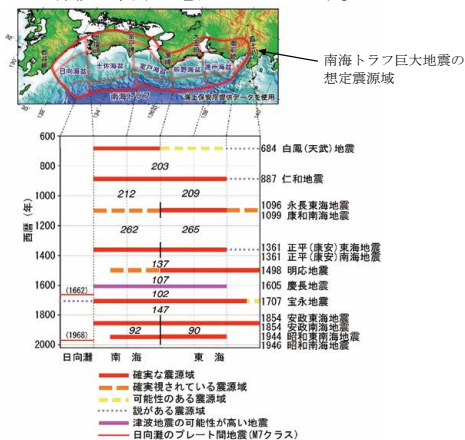 南海トラフ巨大地震の
想定震源域
日向海盆
土佐海盆
室戸海盆
熊野海盆
遠州海盆
南海トラフ
海上保安庁提供データを使用
西暦(年)
600
800
1000
1200
1400
1600
1800
2000
203
212
209
262
265
137
107
102
147
92
90
(1662)
(1968)
684 白鳳(天武)地震
887 仁和地震
1096 永長東海地震
1099 康和南海地震
1361 正平(康安)東海地震
1361 正平(康安)南海地震
1498 明応地震
1605 慶長地震
1707 宝永地震
1854 安政東海地震
1854 安政南海地震
1944 昭和東南海地震
1946 昭和南海地震
日向灘 南海 東海
確実な震源域
確実視されている震源域
可能性のある震源域
説がある震源域
津波地震の可能性が高い地震
日向灘のプレート間地震(M7クラス)